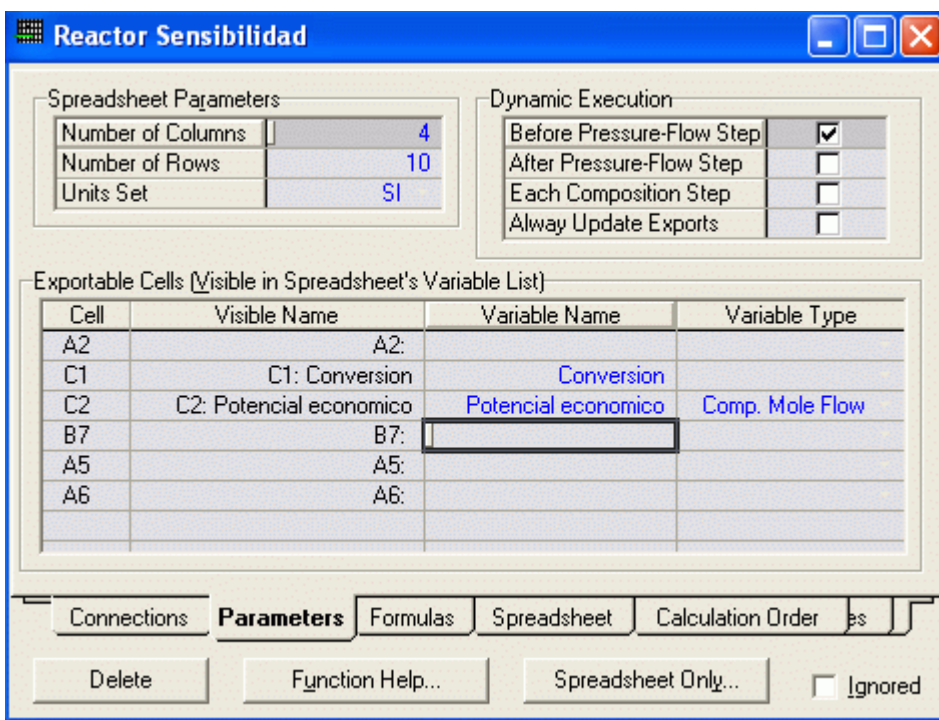 Reactor Sensibilidad
Spreadsheet Parameters
Number of Columns 4
Number of Rows 10
Units Set SI
Dynamic Execution
Before Pressure-Flow Step
After Pressure-Flow Step
Each Composition Step
Alway Update Exports
Exportable Cells (Visible in Spreadsheet's Variable List)
Cell Visible Name Variable Name Variable Type
A2 A2:
C1 C1: Conversion Conversion
C2 C2: Potencial economico Potencial economico Comp. Mole Flow
B7 B7:
A5 A5:
A6 A6:
Connections Parameters Formulas Spreadsheet Calculation Order es
Delete Function Help... Spreadsheet Only... Ignored